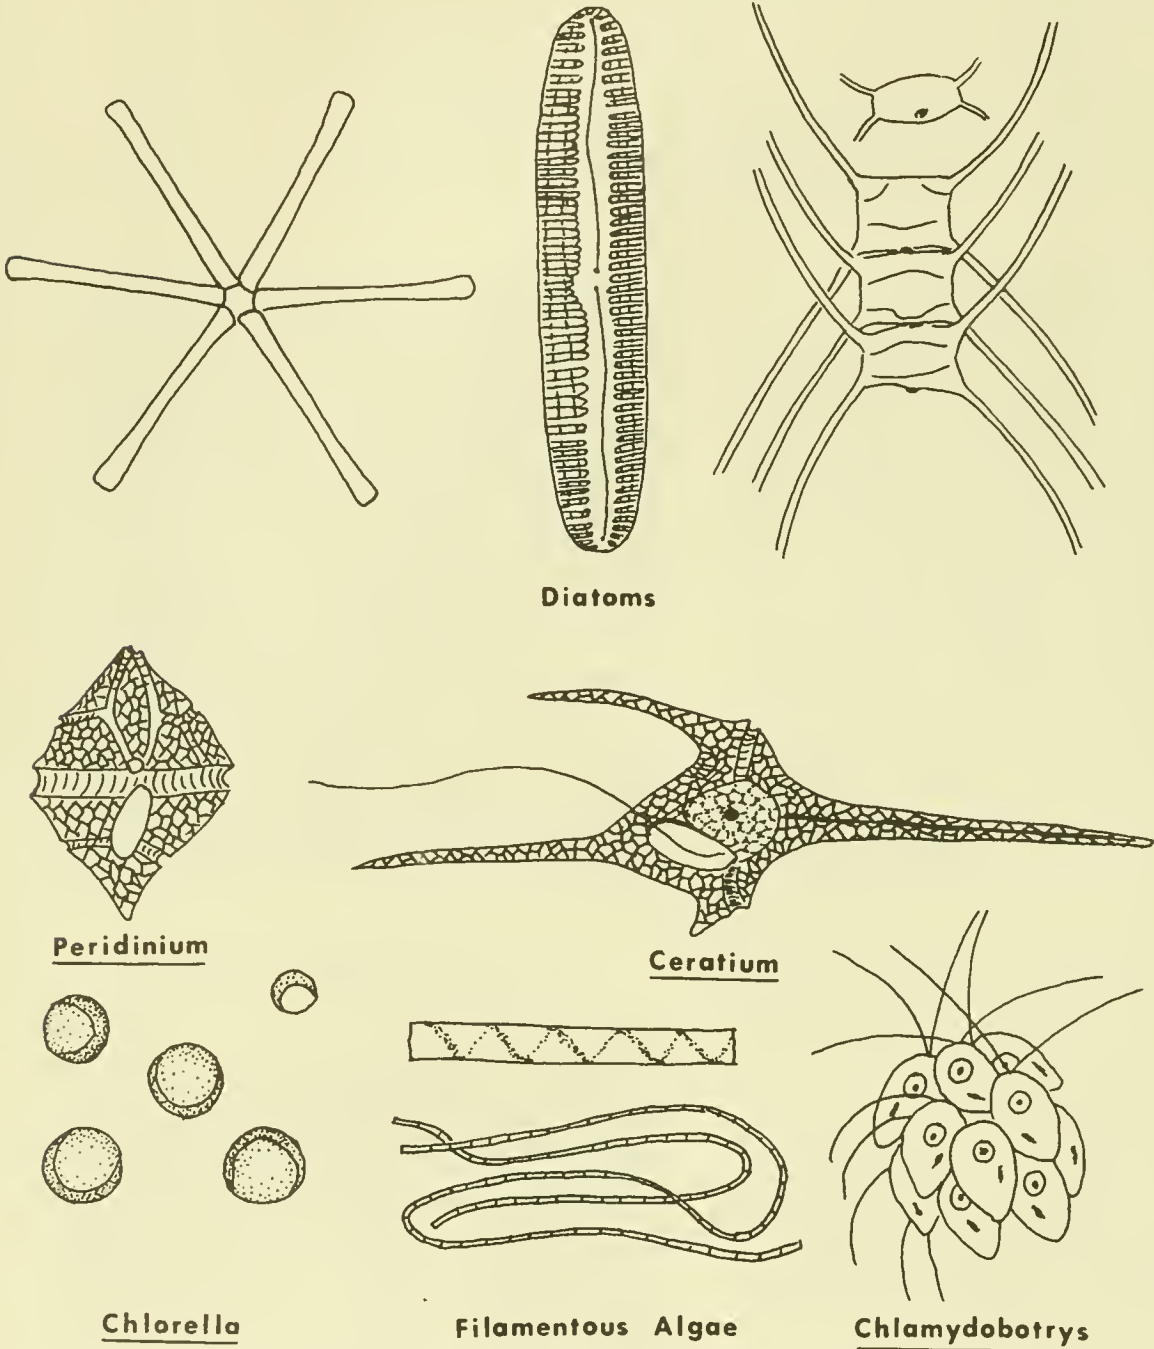 Diatoms
Peridinium
Ceratium
Chlorella
Filamentous Algae
Chlamydobotrys